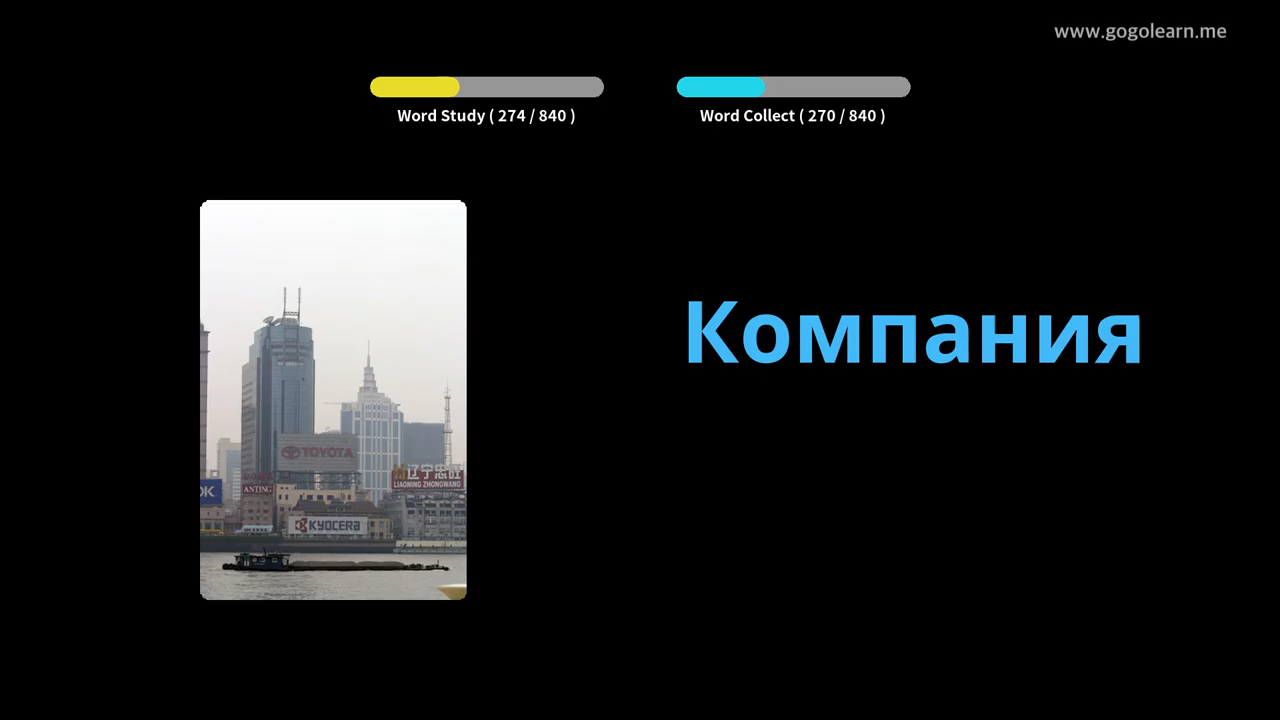 www.gogolearn.me
Word Study ( 274 / 840 )
Word Collect ( 270 / 840 )
Компания
TOYOTA
辽宁忠旺
LIAONING ZHONGWANG
OK
ANTING
KYOCERA